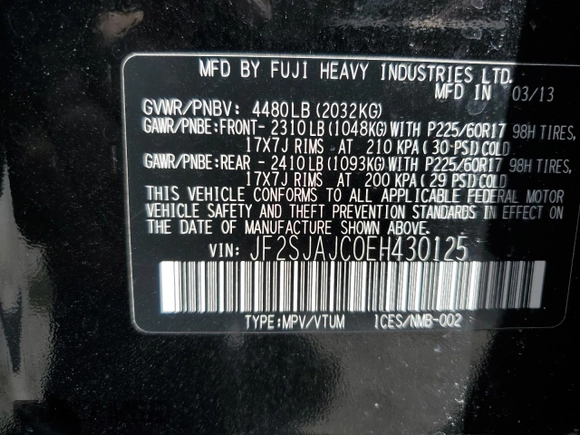 MFD BY FUJI HEAVY INDUSTRIES LTD.
MFD IN 03/13
GVWR/PNBV: 4480LB (2032KG)
GAWR/PNBE:FRONT- 2310LB (1048KG) WITH P225/60R17 98H TIRES,
17X7J RIMS AT 210 KPA ( 30 PSI) COLD
GAWR/PNBE:REAR - 2410LB (1093KG) WITH P225/60R17 98H TIRES,
17X7J RIMS AT 200 KPA (29 PSI) COLD
THIS VEHICLE CONFORMS TO ALL APPLICABLE FEDERAL MOTOR
VEHICLE SAFETY AND THEFT PREVENTION STANDARDS IN EFFECT ON
THE DATE OF MANUFACTURE SHOWN ABOVE.
VIN: JF2SJAJC0EH430125
TYPE:MPV/VTUM 1CES/NMB-002